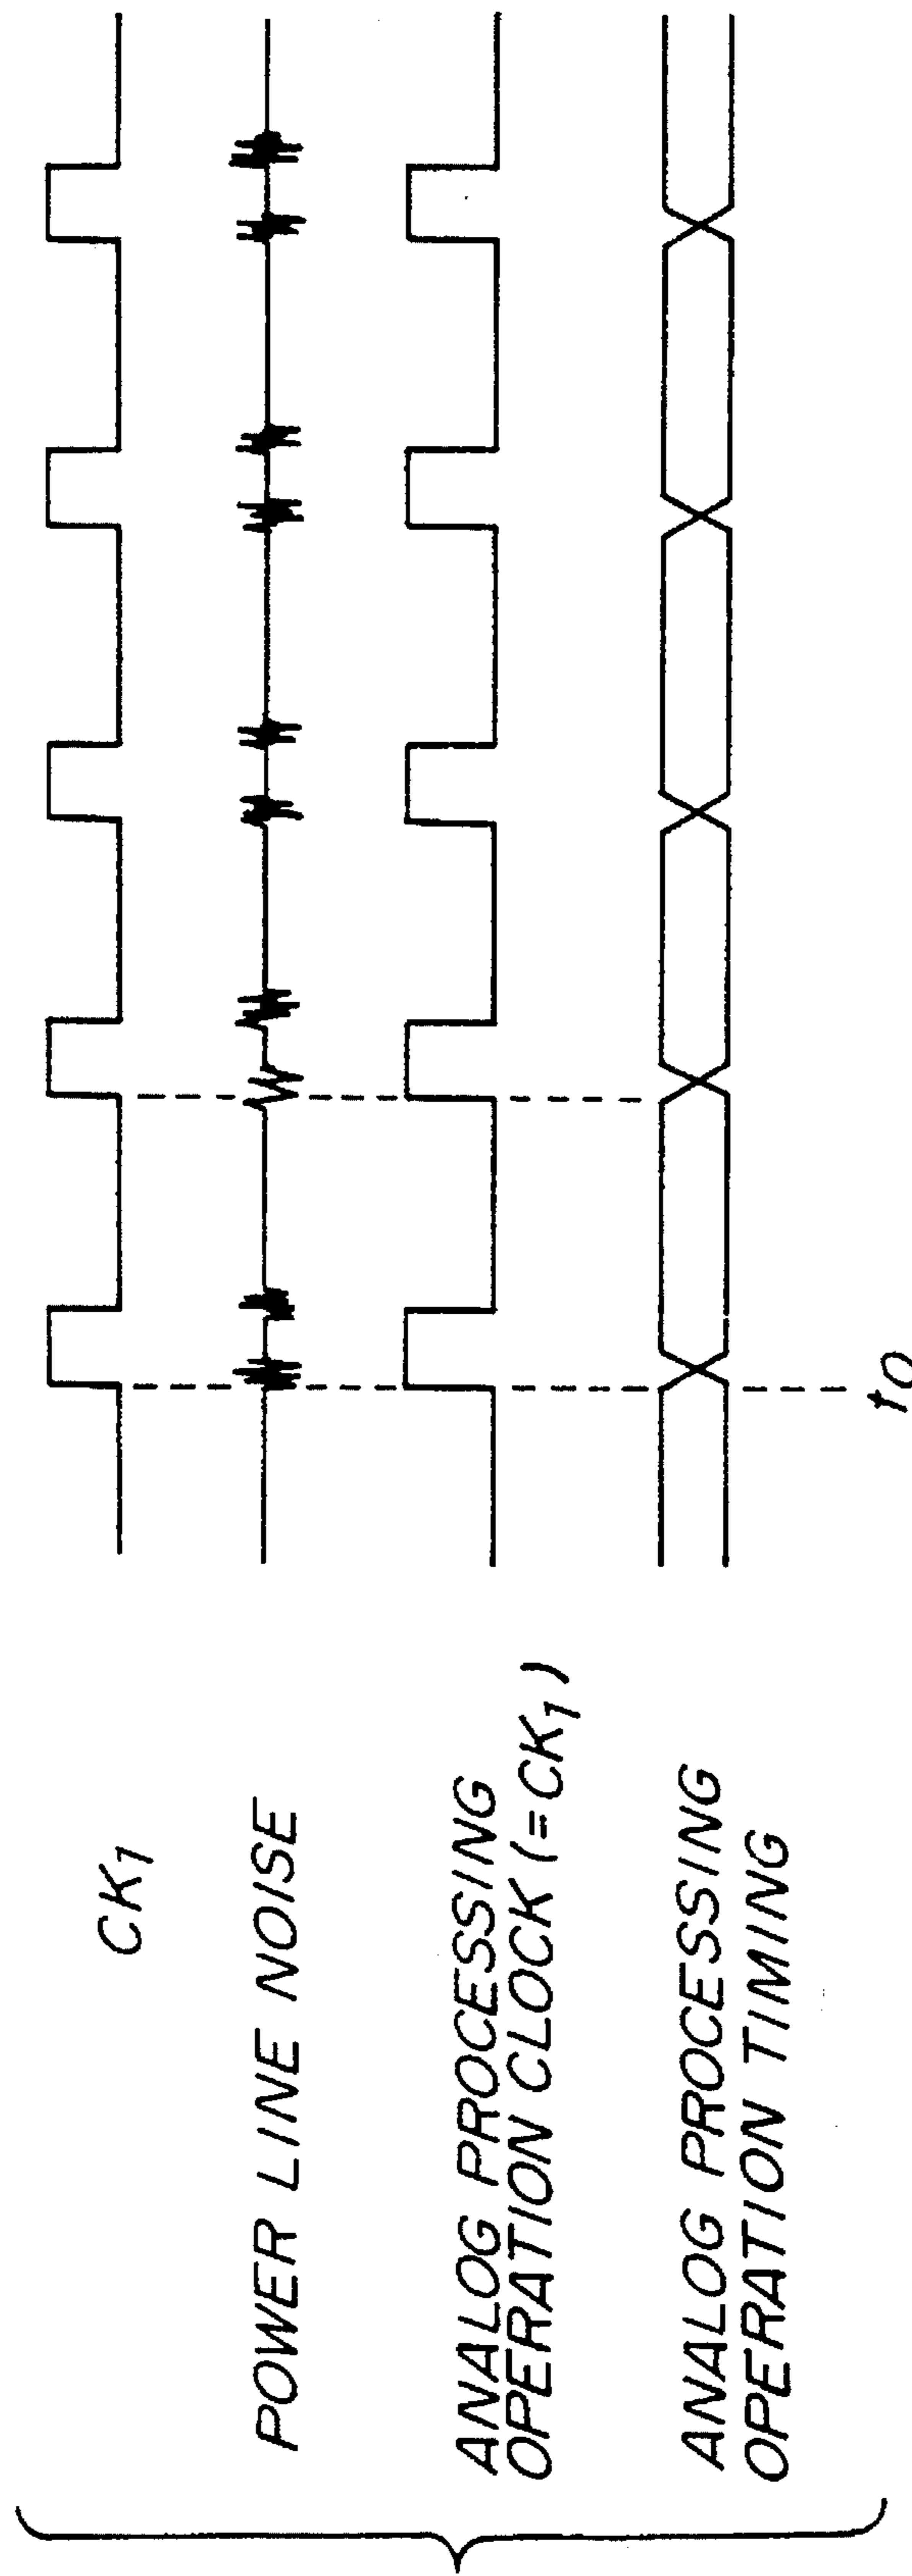 CK1
POWER LINE NOISE
ANALOG PROCESSING
OPERATION CLOCK (=CK1)
ANALOG PROCESSING
OPERATION TIMING
t0